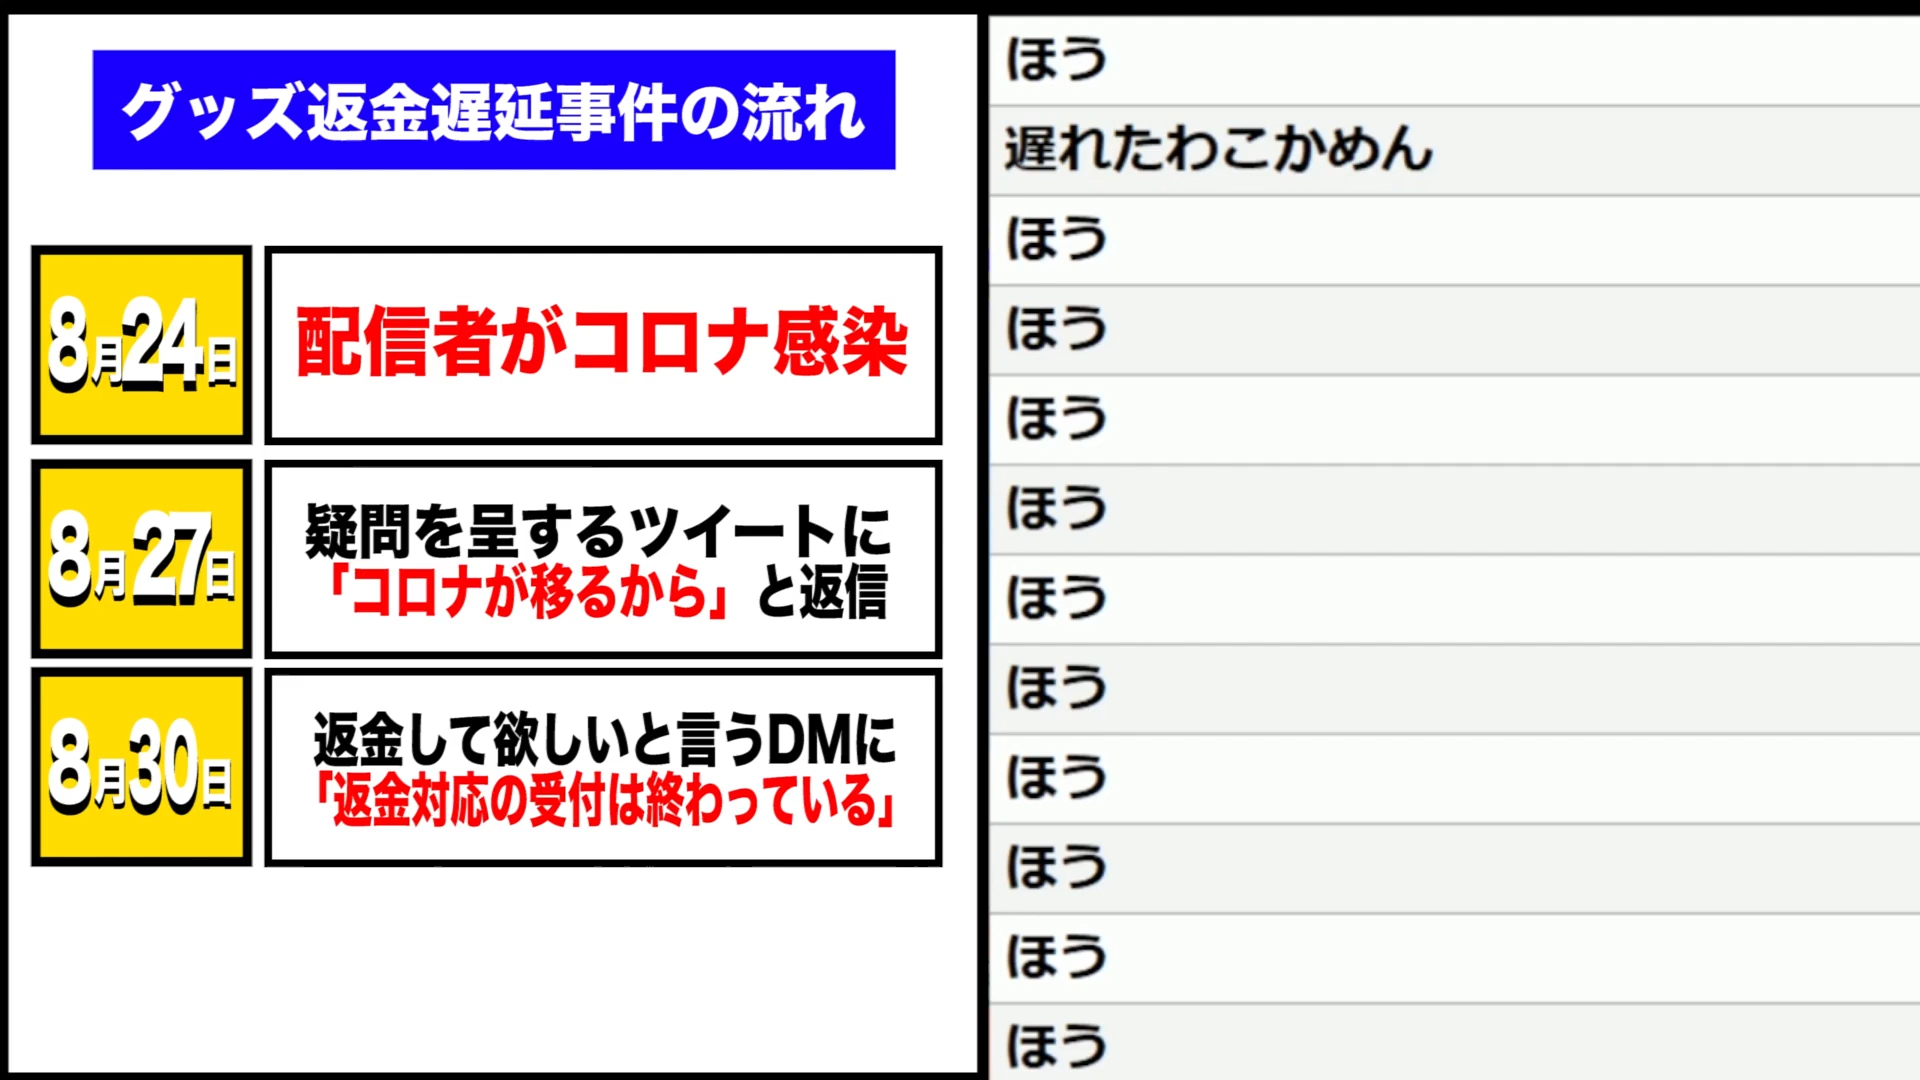 グッズ返金遅延事件の流れ
8月24日
配信者がコロナ感染
8月27日
疑問を呈するツイートに
「コロナが移るから」と返信
8月30日
返金して欲しいと言うDMに
「返金対応の受付は終わっている」
ほう
遅れたわこかめん
ほう
ほう
ほう
ほう
ほう
ほう
ほう
ほう
ほう
ほう